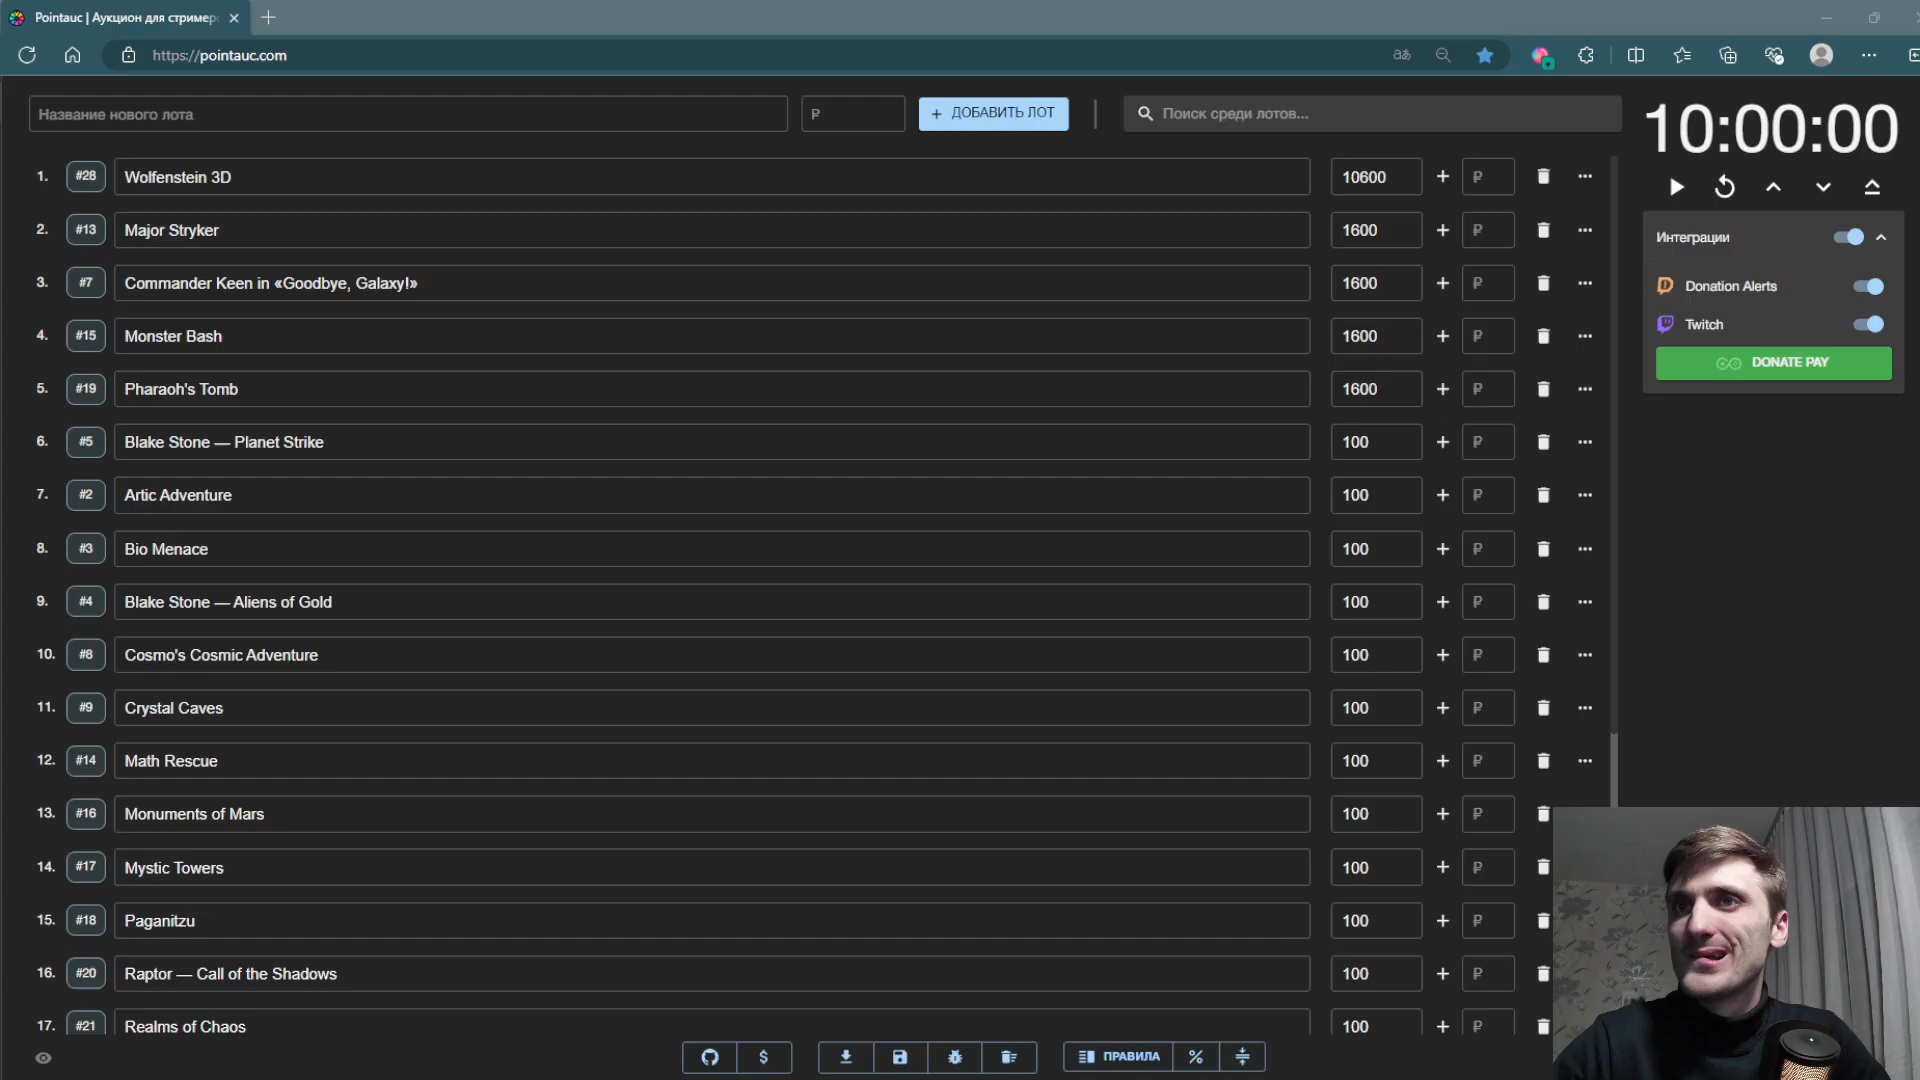 Pointauc | Аукцион для стример
https://pointauc.com
Название нового лота
₽
+ ДОБАВИТЬ ЛОТ
Поиск среди лотов...
10:00:00
1. #28 Wolfenstein 3D 10600 + ₽
2. #13 Major Stryker 1600 + ₽
3. #7 Commander Keen in «Goodbye, Galaxy!» 1600 + ₽
4. #15 Monster Bash 1600 + ₽
5. #19 Pharaoh's Tomb 1600 + ₽
6. #5 Blake Stone — Planet Strike 100 + ₽
7. #2 Artic Adventure 100 + ₽
8. #3 Bio Menace 100 + ₽
9. #4 Blake Stone — Aliens of Gold 100 + ₽
10. #8 Cosmo's Cosmic Adventure 100 + ₽
11. #9 Crystal Caves 100 + ₽
12. #14 Math Rescue 100 + ₽
13. #16 Monuments of Mars 100 + ₽
14. #17 Mystic Towers 100 + ₽
15. #18 Paganitzu 100 + ₽
16. #20 Raptor — Call of the Shadows 100 + ₽
17. #21 Realms of Chaos 100 + ₽
Интеграции
Donation Alerts
Twitch
DONATE PAY
$
ПРАВИЛА
%